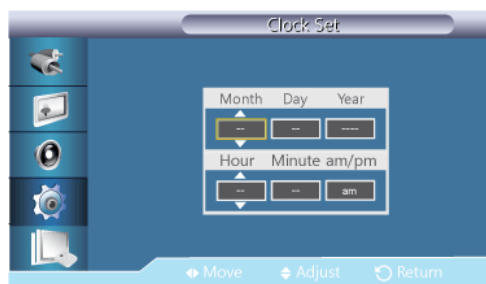 Clock Set
Month Day Year
-- -- ----
Hour Minute am/pm
-- -- am
Move Adjust Return